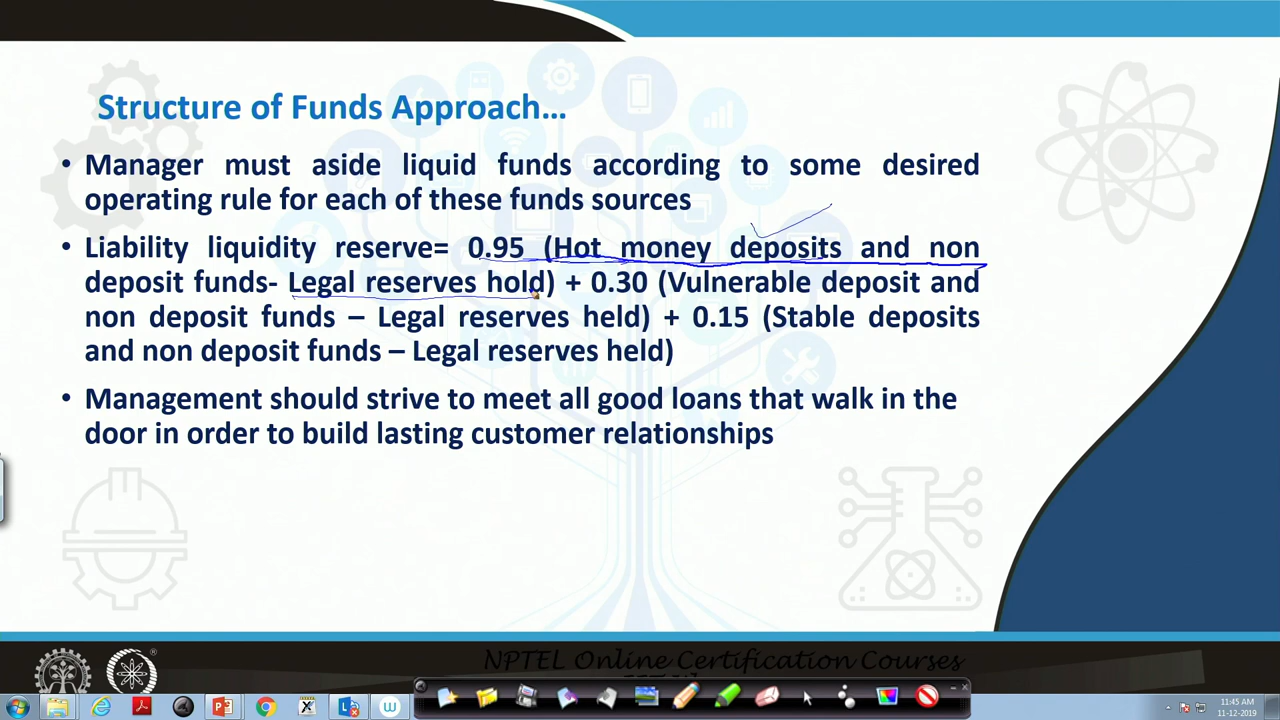 Structure of Funds Approach...
• Manager must aside liquid funds according to some desired
operating rule for each of these funds sources
• Liability liquidity reserve= 0.95 (Hot money deposits and non
deposit funds- Legal reserves hold) + 0.30 (Vulnerable deposit and
non deposit funds – Legal reserves held) + 0.15 (Stable deposits
and non deposit funds – Legal reserves held)
• Management should strive to meet all good loans that walk in the
door in order to build lasting customer relationships
NPTEL Online Certification Courses
11:45 AM
11-12-2019